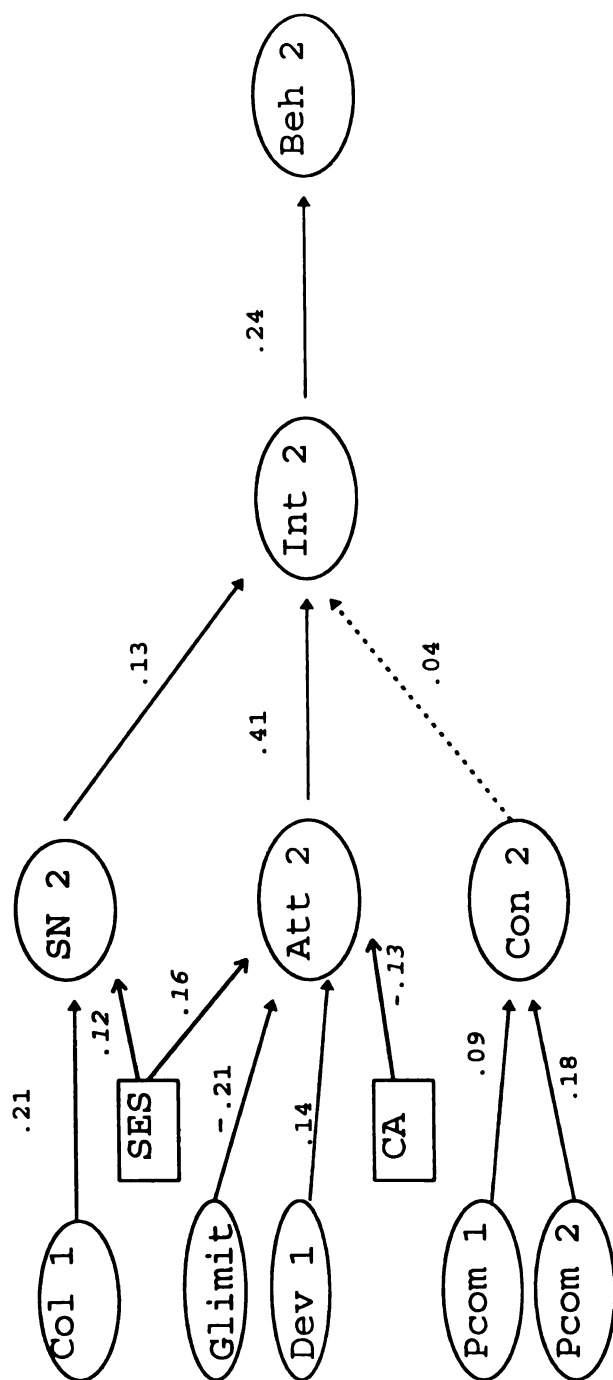 Col 1
.21
SN 2
.12
SES
.16
.13
Glimit
-.21
Att 2
.41
Int 2
.24
Beh 2
Dev 1
.14
CA
-.13
.04
Pcom 1
.09
Con 2
Pcom 2
.18